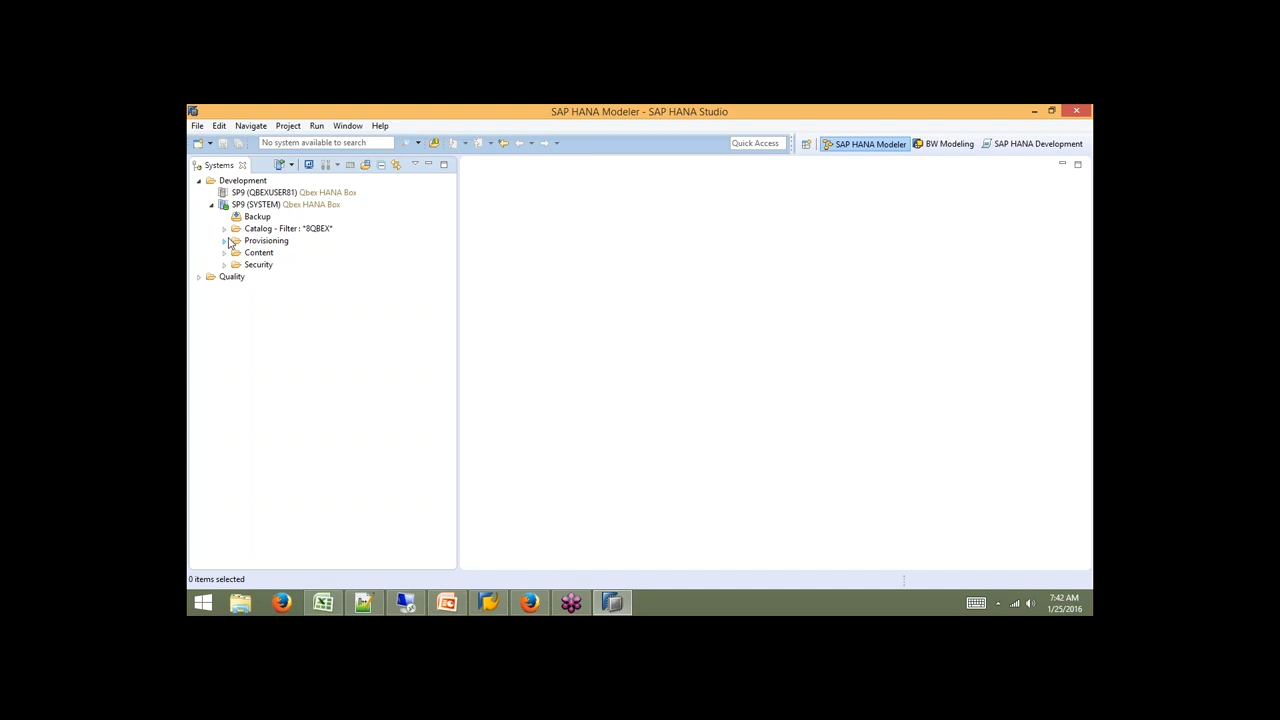 SAP HANA Modeler - SAP HANA Studio
File Edit Navigate Project Run Window Help
No system available to search
Quick Access
SAP HANA Modeler
BW Modeling
SAP HANA Development
Systems
Development
SP9 (QBEXUSER81) Qbex HANA Box
SP9 (SYSTEM) Qbex HANA Box
Backup
Catalog - Filter : "8QBEX"
Provisioning
Content
Security
Quality
0 items selected
7:42 AM
1/25/2016